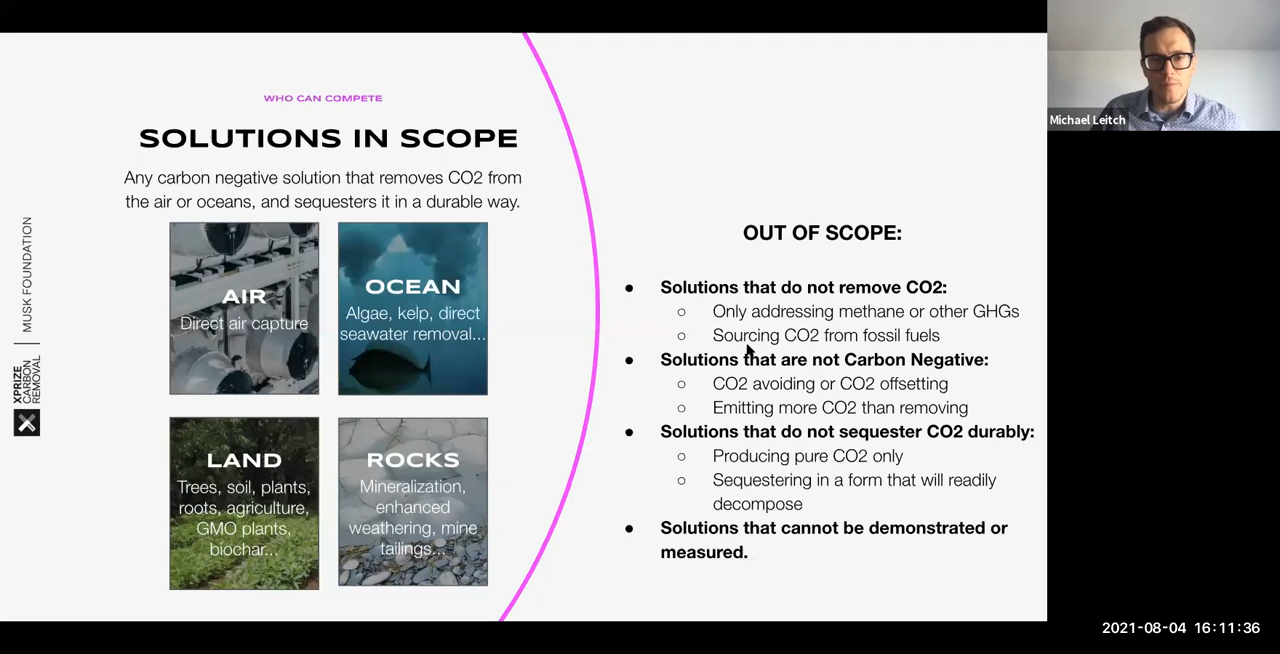 WHO CAN COMPETE
SOLUTIONS IN SCOPE
Any carbon negative solution that removes CO2 from
the air or oceans, and sequesters it in a durable way.
AIR
Direct air capture
OCEAN
Algae, kelp, direct
seawater removal...
LAND
Trees, soil, plants,
roots, agriculture,
GMO plants,
biochar...
ROCKS
Mineralization,
enhanced
weathering, mine
tailings...
XPRIZE
CARBON
REMOVAL
MUSK FOUNDATION
OUT OF SCOPE:
● Solutions that do not remove CO2:
○ Only addressing methane or other GHGs
○ Sourcing CO2 from fossil fuels
● Solutions that are not Carbon Negative:
○ CO2 avoiding or CO2 offsetting
○ Emitting more CO2 than removing
● Solutions that do not sequester CO2 durably:
○ Producing pure CO2 only
○ Sequestering in a form that will readily
decompose
● Solutions that cannot be demonstrated or
measured.
Michael Leitch
2021-08-04 16:11:36